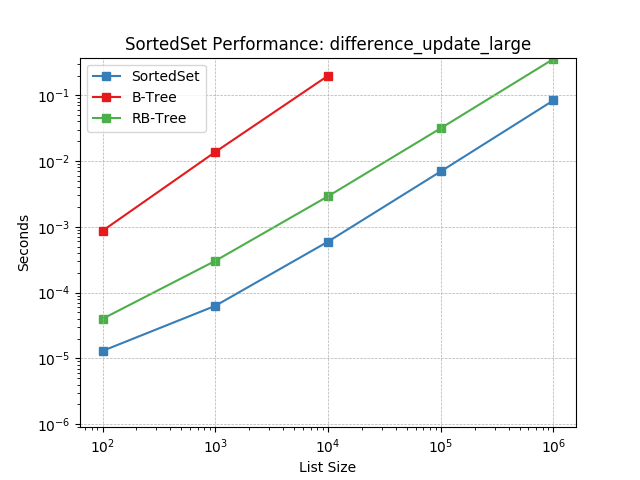 SortedSet Performance: difference_update_large
SortedSet
B-Tree
RB-Tree
Seconds
10⁻¹
10⁻²
10⁻³
10⁻⁴
10⁻⁵
10⁻⁶
10² 10³ 10⁴ 10⁵ 10⁶
List Size